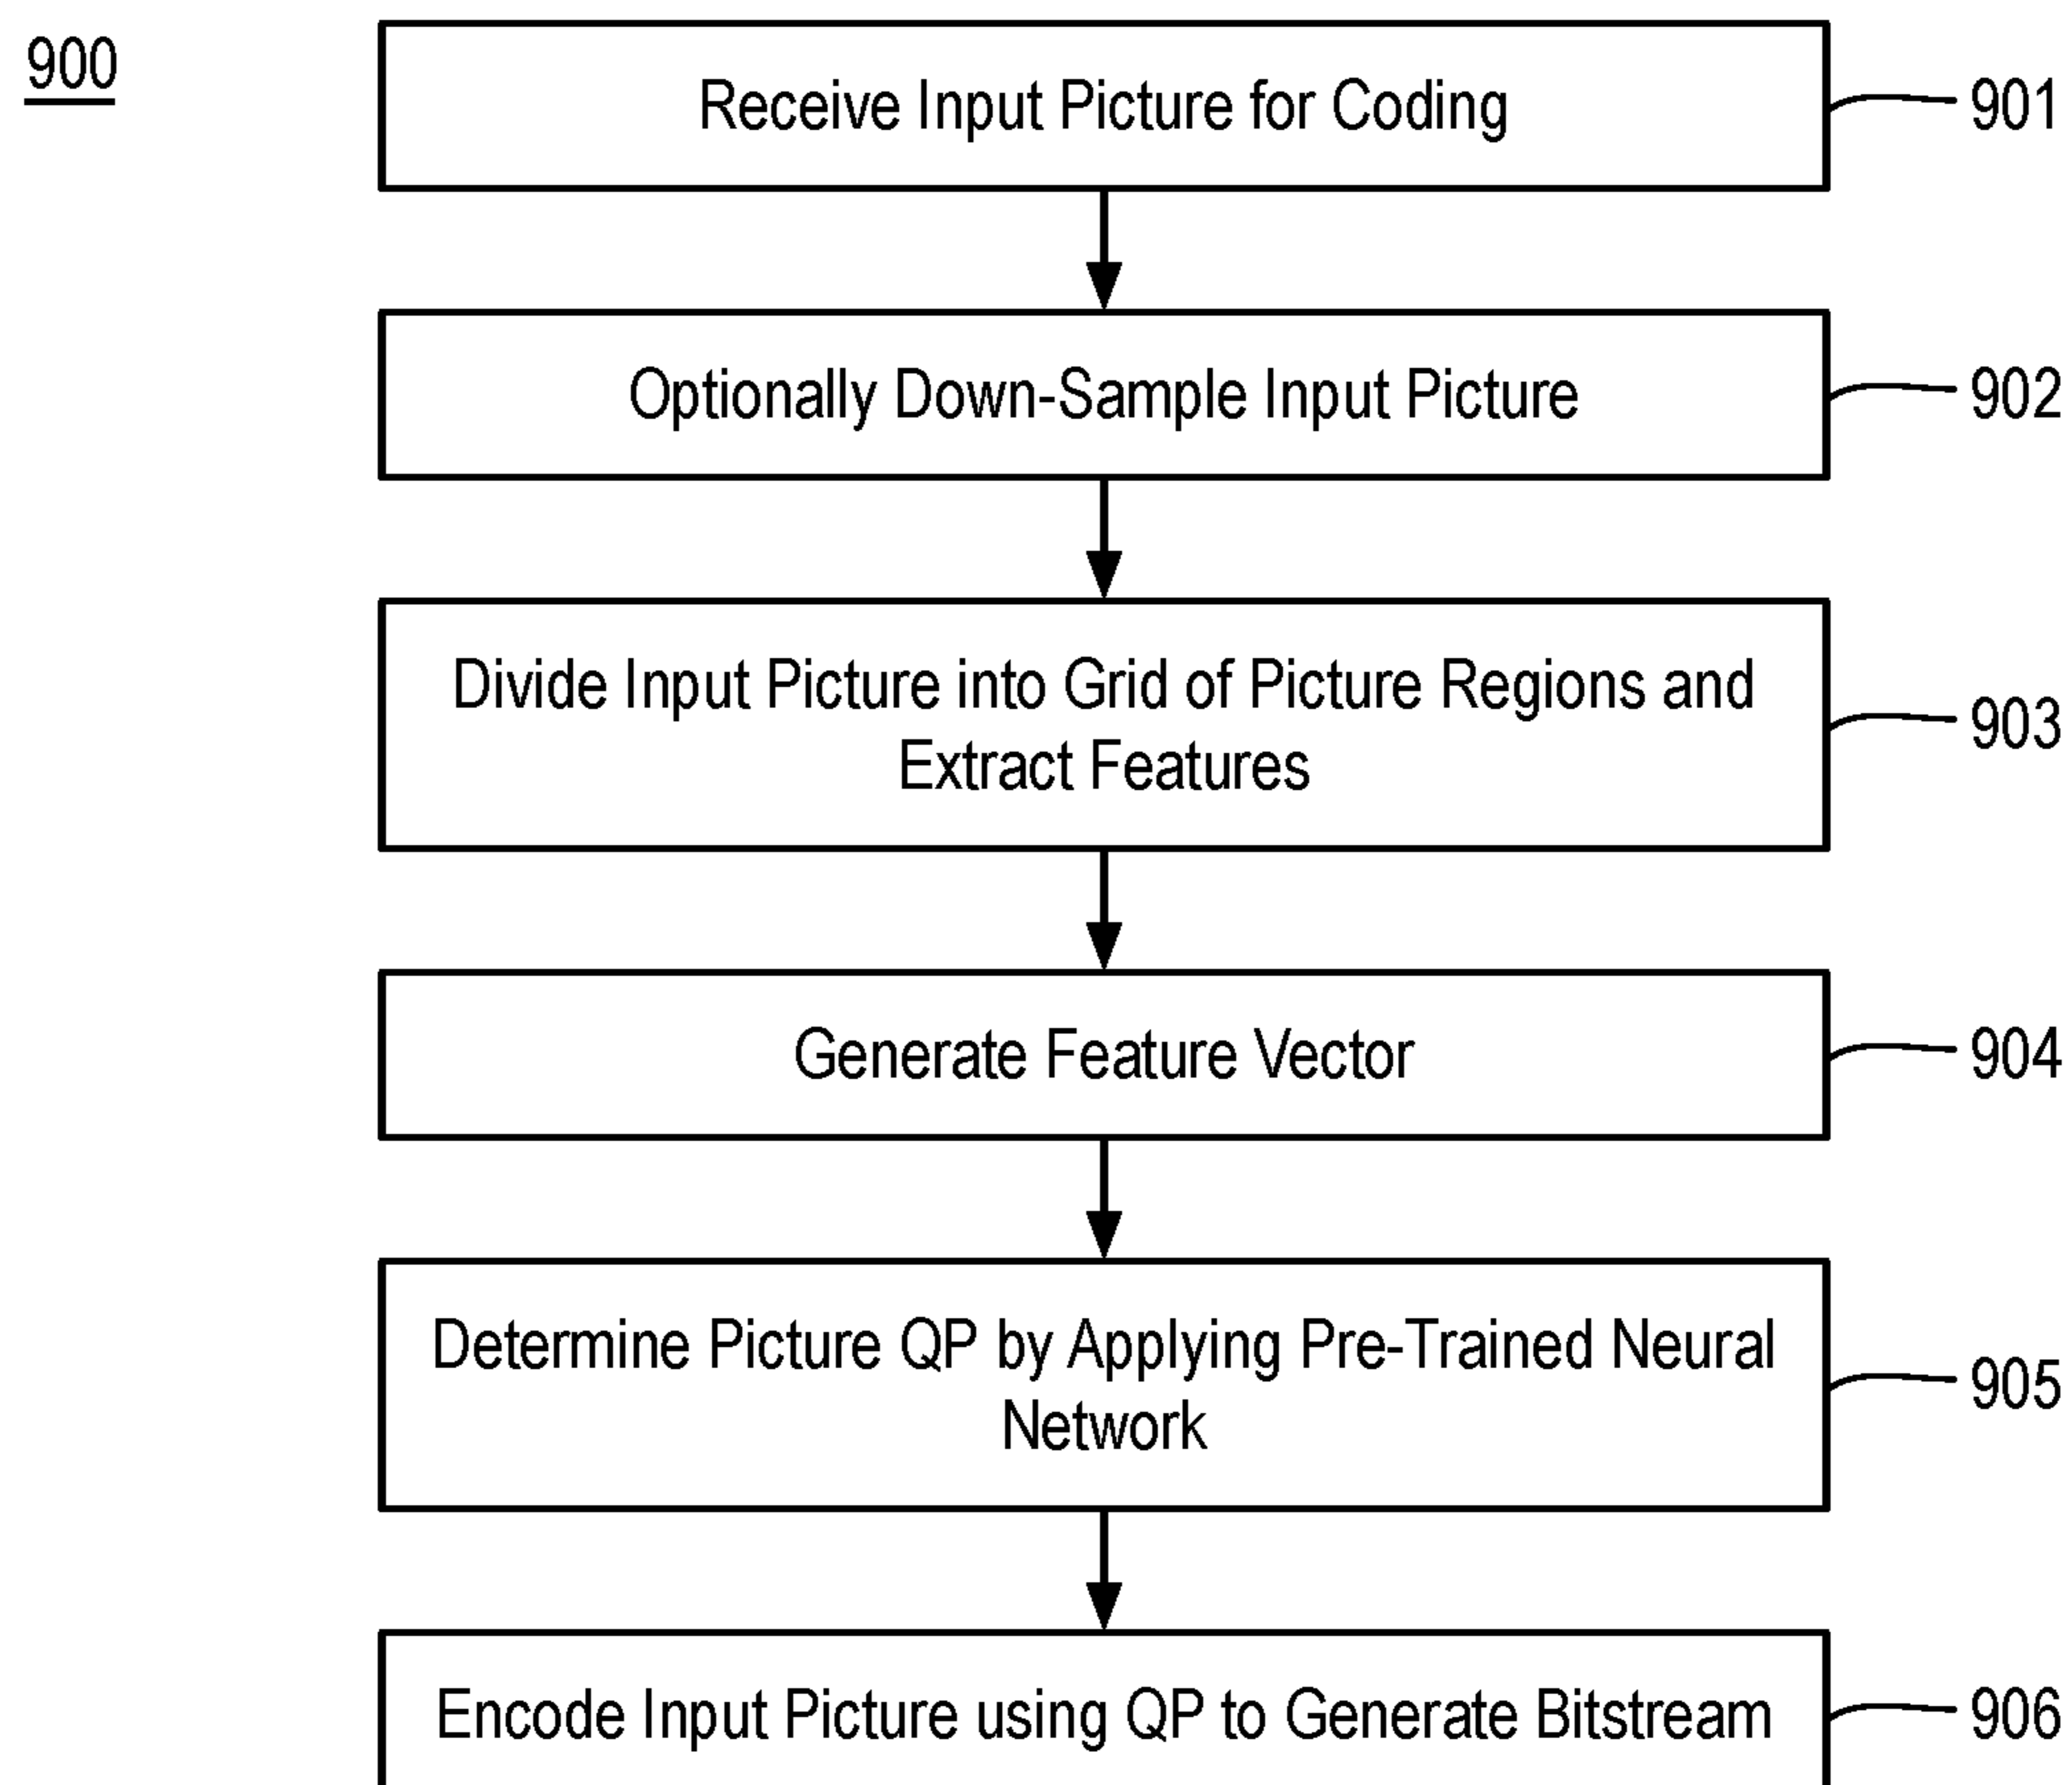 900
Receive Input Picture for Coding
901
Optionally Down-Sample Input Picture
902
Divide Input Picture into Grid of Picture Regions and
Extract Features
903
Generate Feature Vector
904
Determine Picture QP by Applying Pre-Trained Neural
Network
905
Encode Input Picture using QP to Generate Bitstream
906